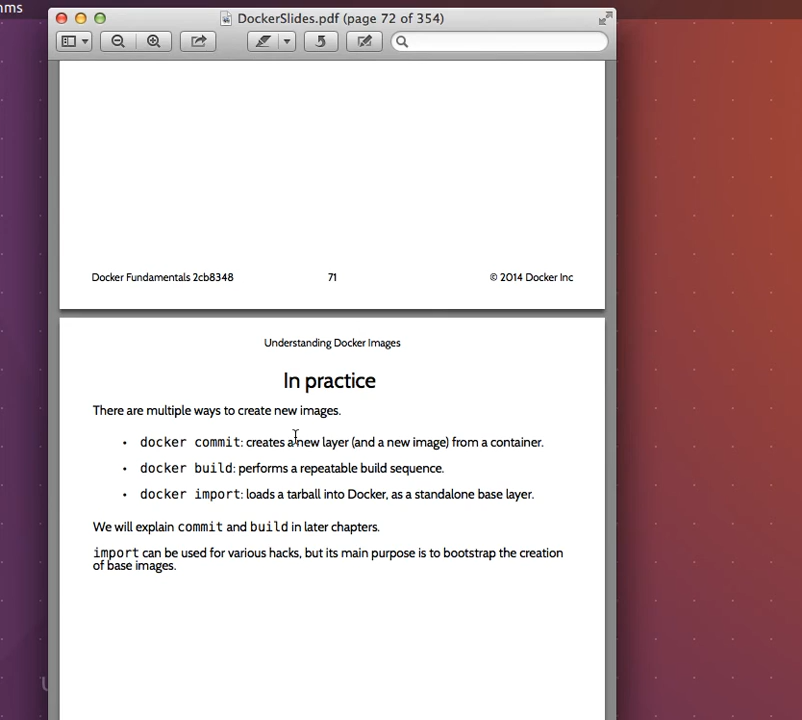 hms
DockerSlides.pdf (page 72 of 354)
Docker Fundamentals 2cb8348 71 © 2014 Docker Inc
Understanding Docker Images
In practice
There are multiple ways to create new images.
• docker commit: creates a new layer (and a new image) from a container.
• docker build: performs a repeatable build sequence.
• docker import: loads a tarball into Docker, as a standalone base layer.
We will explain commit and build in later chapters.
import can be used for various hacks, but its main purpose is to bootstrap the creation
of base images.